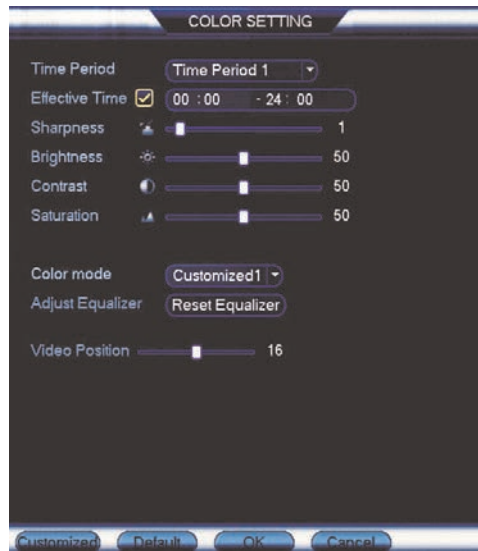 COLOR SETTING
Time Period Time Period 1
Effective Time 00 : 00 - 24 : 00
Sharpness 1
Brightness 50
Contrast 50
Saturation 50
Color mode Customized1
Adjust Equalizer Reset Equalizer
Video Position 16
Customized Default OK Cancel